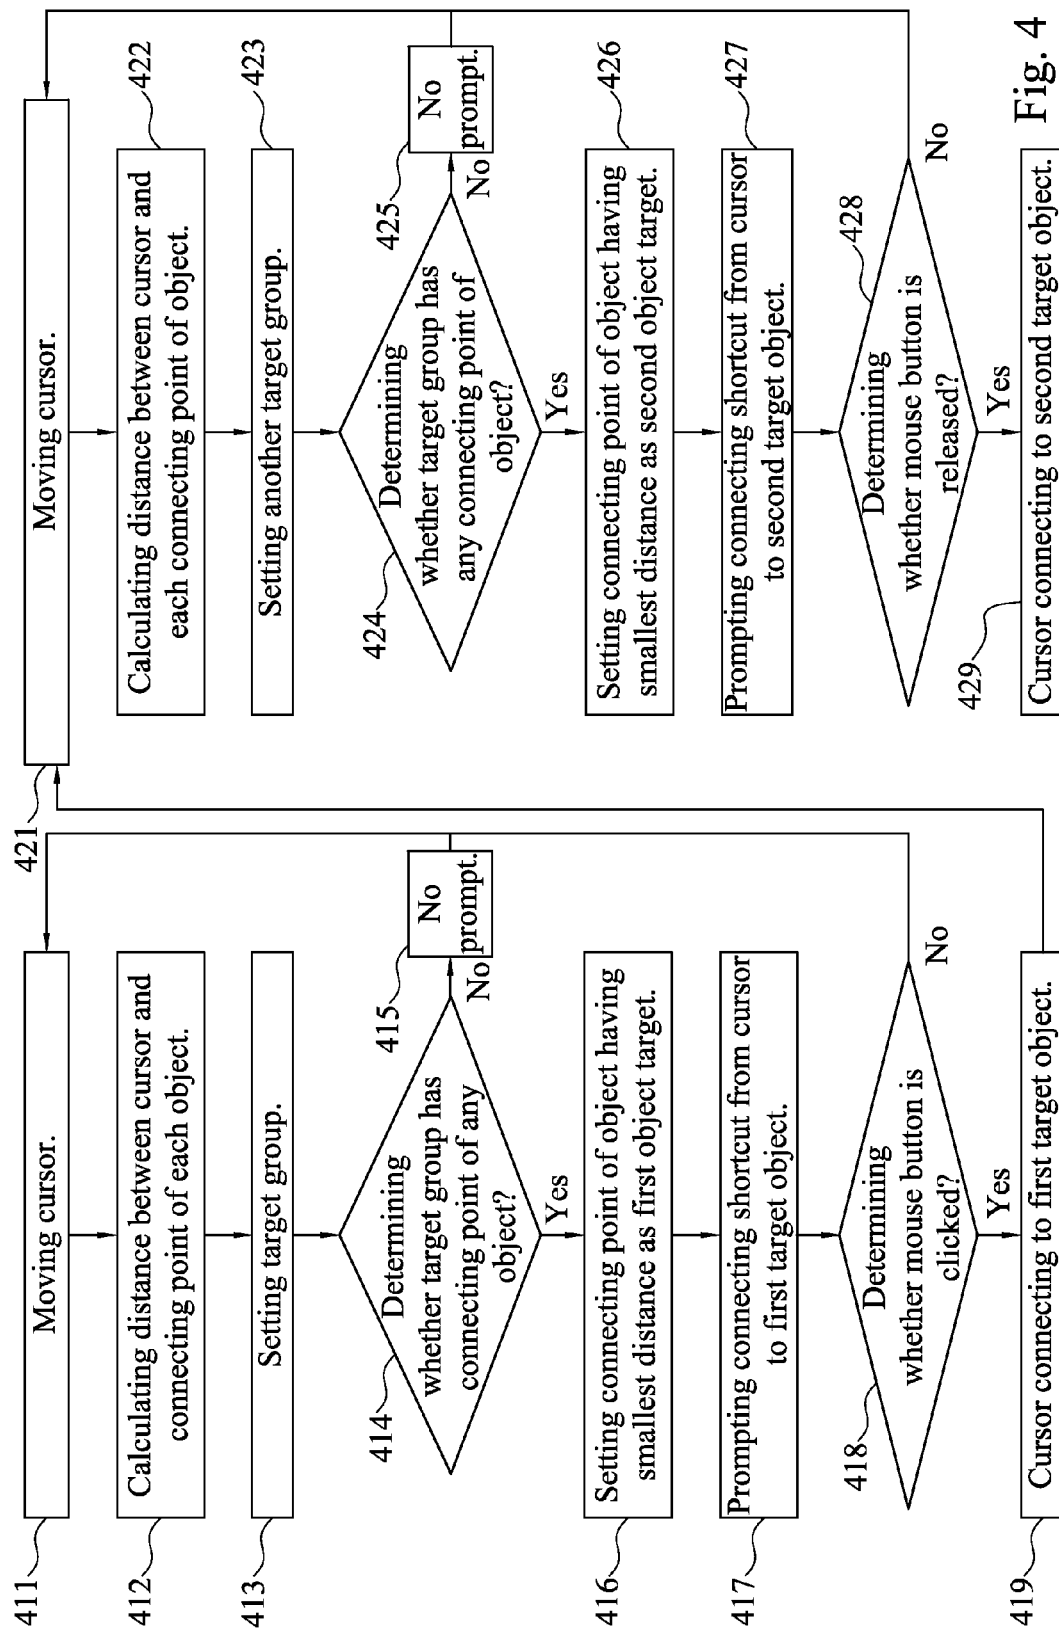 411
Moving cursor.
412
Calculating distance between cursor and
connecting point of each object.
413
Setting target group.
414
Determining
whether target group has
connecting point of any
object?
No
415
No
prompt.
Yes
416
Setting connecting point of object having
smallest distance as first object target.
417
Prompting connecting shortcut from cursor
to first target object.
418
Determining
whether mouse button is
clicked?
No
Yes
419
Cursor connecting to first target object.
421
Moving cursor.
422
Calculating distance between cursor and
each connecting point of object.
423
Setting another target group.
424
Determining
whether target group has
any connecting point of
object?
No
425
No
prompt.
Yes
426
Setting connecting point of object having
smallest distance as second object target.
427
Prompting connecting shortcut from cursor
to second target object.
428
Determining
whether mouse button is
released?
No
Yes
429
Cursor connecting to second target object.
Fig. 4